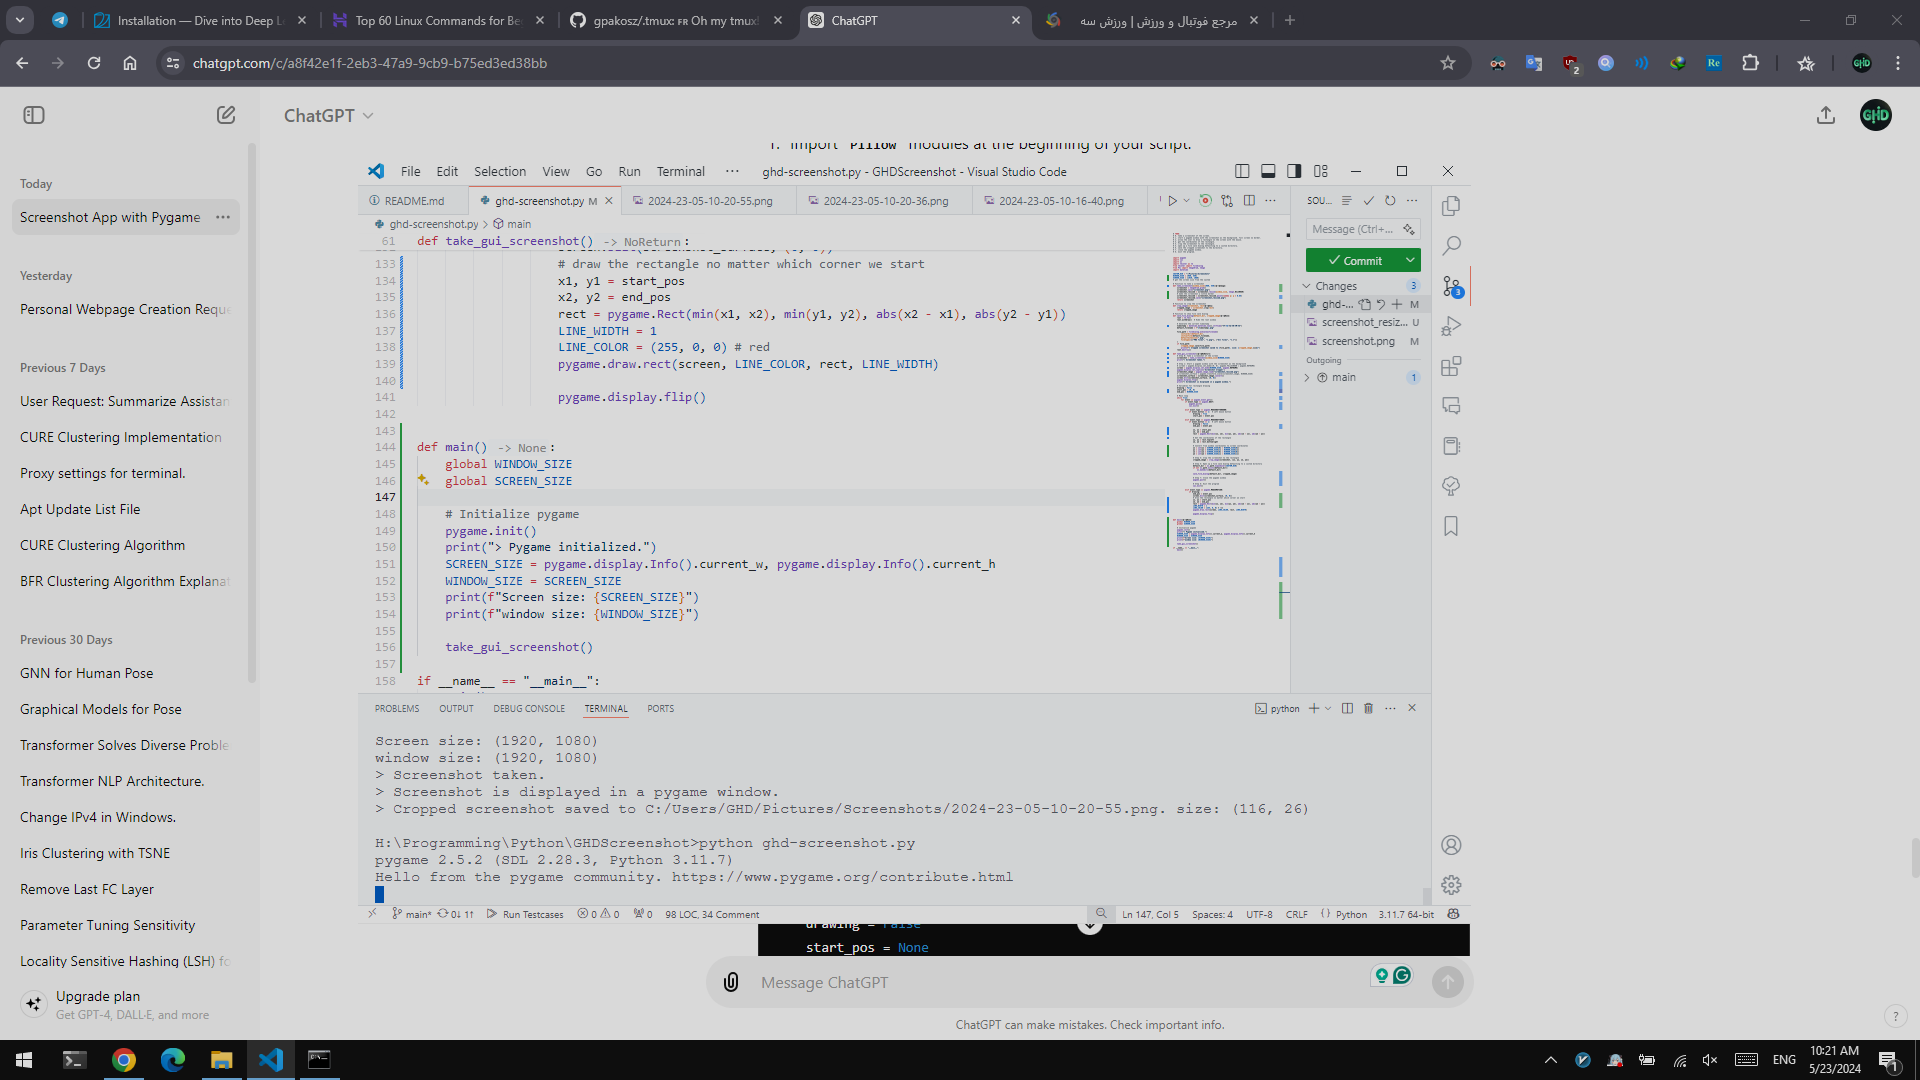 Installation — Dive into Deep Le
Top 60 Linux Commands for Be
gpakosz/.tmux: FR Oh my tmux!
ChatGPT
مرجع فوتبال و ورزش | ورزش سه
chatgpt.com/c/a8f42e1f-2eb3-47a9-9cb9-b75ed3ed38bb
2
Re
GHD
ChatGPT
GHD
Today
Screenshot App with Pygame
Yesterday
Personal Webpage Creation Reque
Previous 7 Days
User Request: Summarize Assistan
CURE Clustering Implementation
Proxy settings for terminal.
Apt Update List File
CURE Clustering Algorithm
BFR Clustering Algorithm Explanat
Previous 30 Days
GNN for Human Pose
Graphical Models for Pose
Transformer Solves Diverse Proble
Transformer NLP Architecture.
Change IPv4 in Windows.
Iris Clustering with TSNE
Remove Last FC Layer
Parameter Tuning Sensitivity
Locality Sensitive Hashing (LSH) fo
Upgrade plan
Get GPT-4, DALL·E, and more
1. Import Pillow modules at the beginning of your script.
File Edit Selection View Go Run Terminal ···
ghd-screenshot.py - GHDScreenshot - Visual Studio Code
README.md
ghd-screenshot.py M
2024-23-05-10-20-55.png
2024-23-05-10-20-36.png
2024-23-05-10-16-40.png
ghd-screenshot.py > main
61 def take_gui_screenshot() -> NoReturn:
133 # draw the rectangle no matter which corner we start
134 x1, y1 = start_pos
135 x2, y2 = end_pos
136 rect = pygame.Rect(min(x1, x2), min(y1, y2), abs(x2 - x1), abs(y2 - y1))
137 LINE_WIDTH = 1
138 LINE_COLOR = (255, 0, 0) # red
139 pygame.draw.rect(screen, LINE_COLOR, rect, LINE_WIDTH)
140
141 pygame.display.flip()
142
143
144 def main() -> None:
145 global WINDOW_SIZE
146 global SCREEN_SIZE
147
148 # Initialize pygame
149 pygame.init()
150 print("> Pygame initialized.")
151 SCREEN_SIZE = pygame.display.Info().current_w, pygame.display.Info().current_h
152 WINDOW_SIZE = SCREEN_SIZE
153 print(f"Screen size: {SCREEN_SIZE}")
154 print(f"window size: {WINDOW_SIZE}")
155
156 take_gui_screenshot()
157
158 if __name__ == "__main__":
SOU...
Message (Ctrl+...
Commit
Changes 3
ghd-... M
screenshot_resiz... U
screenshot.png M
Outgoing
main 1
3
PROBLEMS OUTPUT DEBUG CONSOLE TERMINAL PORTS
python
Screen size: (1920, 1080)
window size: (1920, 1080)
> Screenshot taken.
> Screenshot is displayed in a pygame window.
> Cropped screenshot saved to C:/Users/GHD/Pictures/Screenshots/2024-23-05-10-20-55.png. size: (116, 26)
H:\Programming\Python\GHDScreenshot>python ghd-screenshot.py
pygame 2.5.2 (SDL 2.28.3, Python 3.11.7)
Hello from the pygame community. https://www.pygame.org/contribute.html
main* 0↓ 1↑ Run Testcases 0 0 0 98 LOC, 34 Comment
Ln 147, Col 5 Spaces: 4 UTF-8 CRLF Python 3.11.7 64-bit
drawing = False
start_pos = None
Message ChatGPT
ChatGPT can make mistakes. Check important info.
?
ENG
10:21 AM
5/23/2024
1